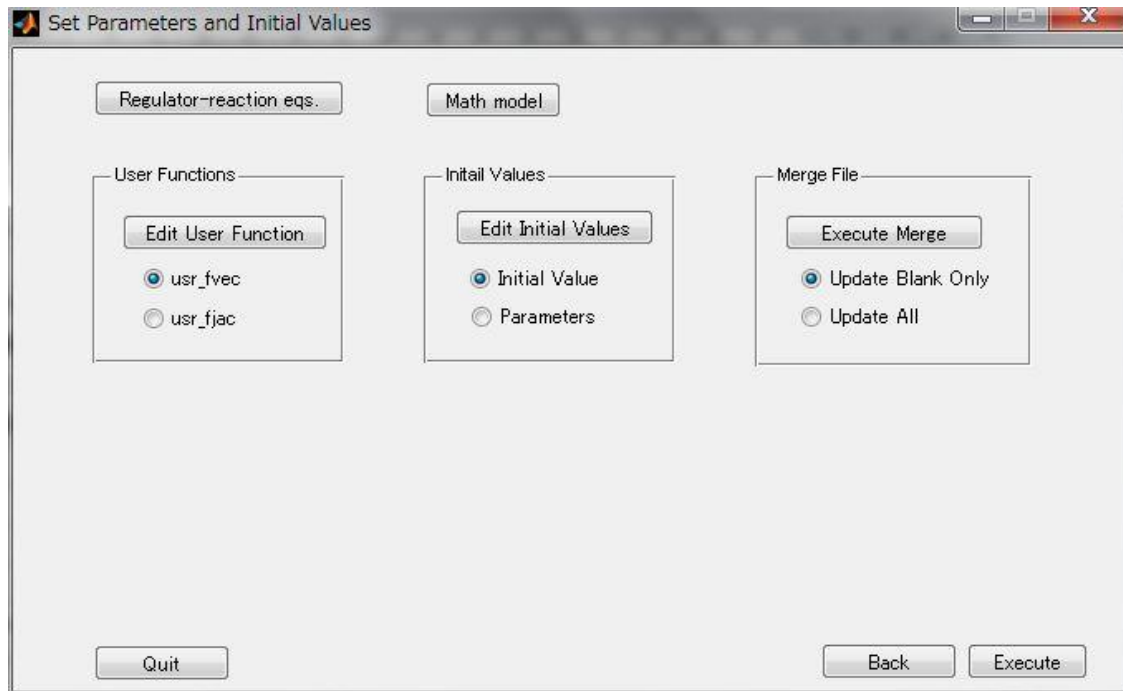 Set Parameters and Initial Values
Regulator-reaction eqs.
Math model
User Functions
Edit User Function
usr_fvec
usr_fjac
Initail Values
Edit Initial Values
Initial Value
Parameters
Merge File
Execute Merge
Update Blank Only
Update All
Quit
Back
Execute